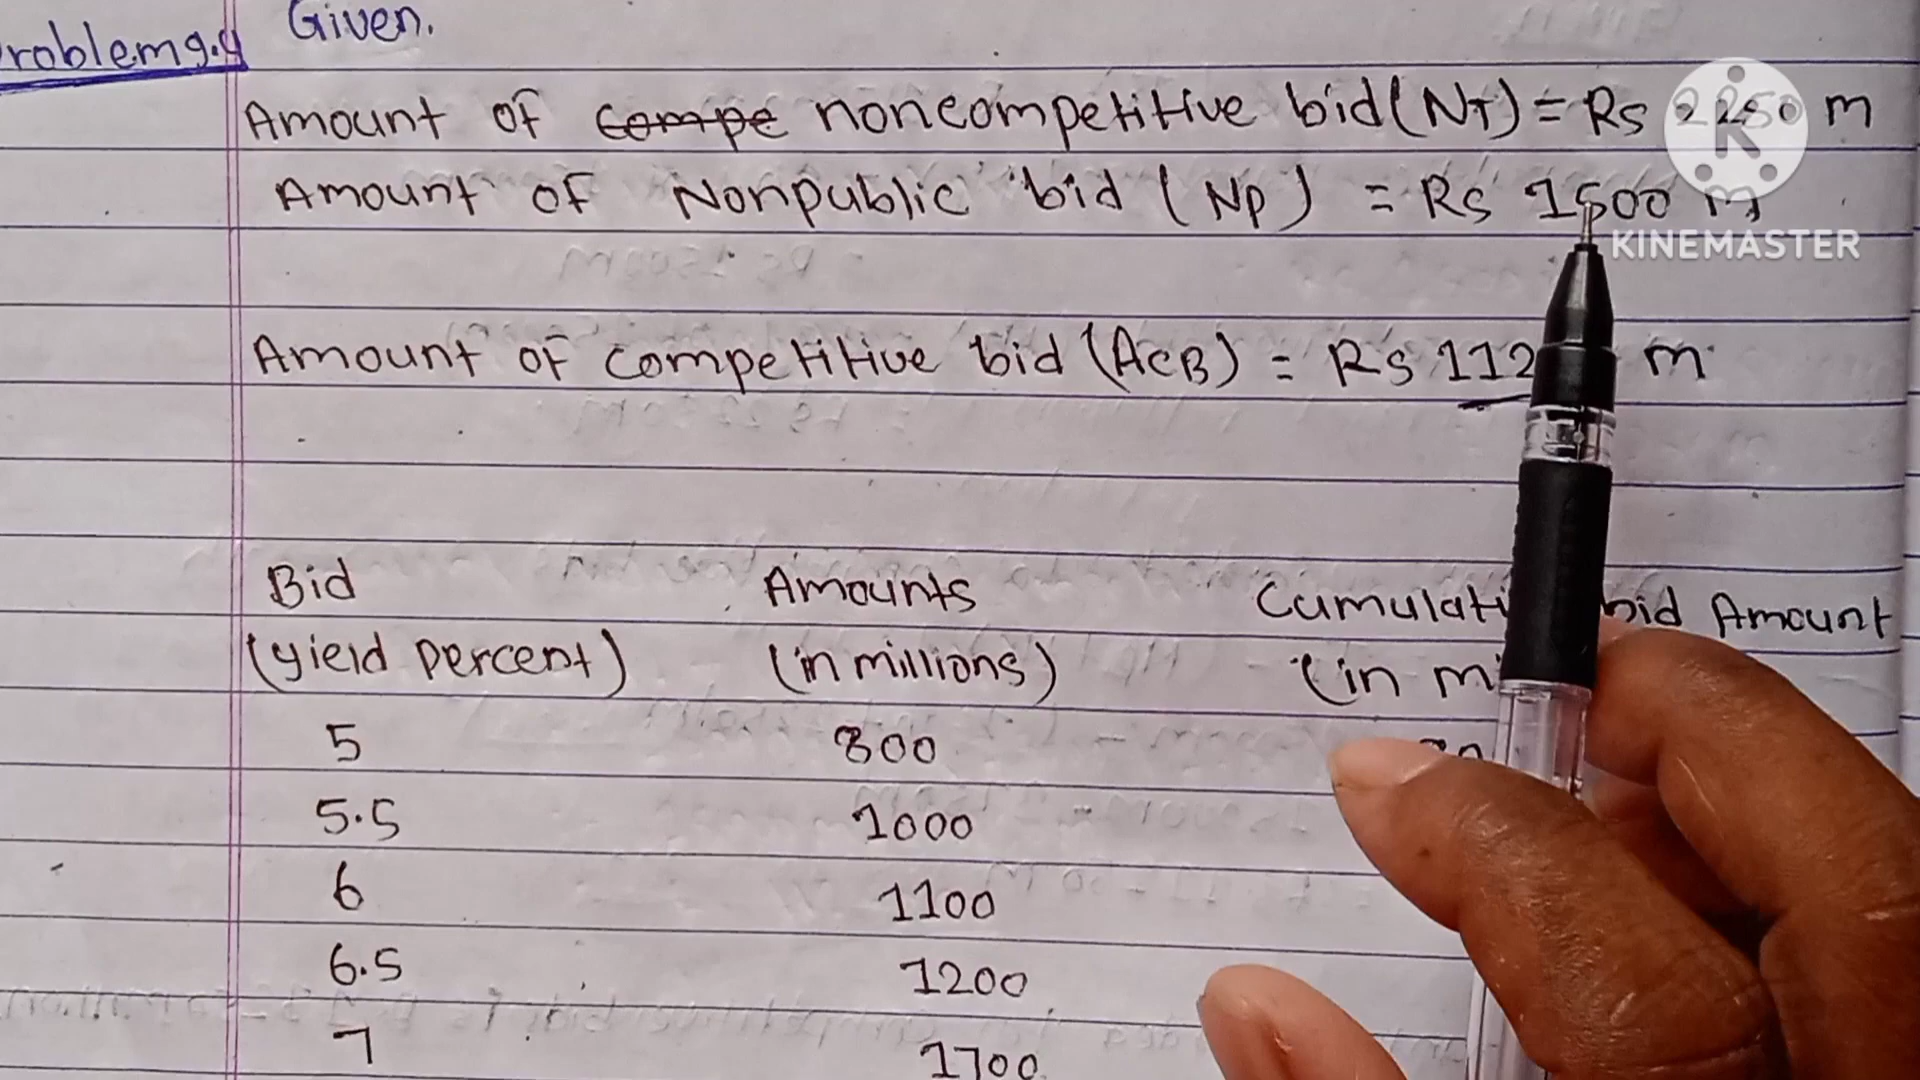 Given.
Problem 9.4
Amount of compe noncompetitive bid (NT) = Rs 2250 m
Amount of Nonpublic bid (Np) = Rs 1500 m
KINEMASTER
Amount of competitive bid (ACB) = Rs 112 m
Bid Amounts bid Amount
(yield percent) (in millions) (in
5 800
5.5 1000
6 1100
6.5 1200
7 1700